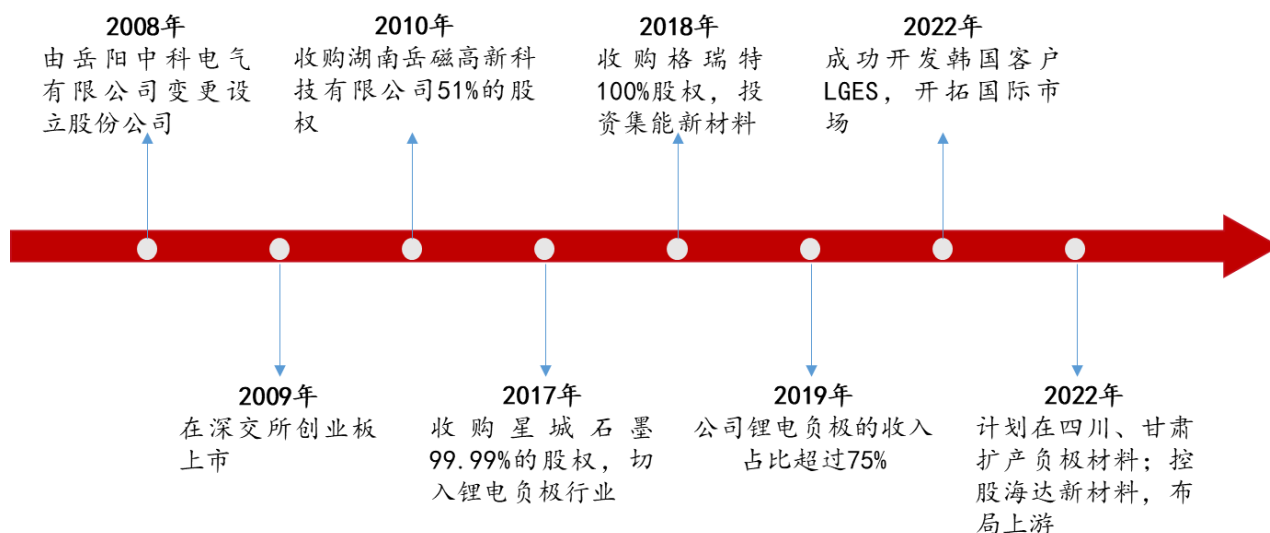 2008年
由岳阳中科电气
有限公司变更设
立股份公司
2010年
收购湖南岳磁高新科
技有限公司51%的股
权
2018年
收购格瑞特
100%股权，投
资集能新材料
2022年
成功开发韩国客户
LGES，开拓国际市
场
2009年
在深交所创业板
上市
2017年
收购星城石墨
99.99%的股权，切
入锂电负极行业
2019年
公司锂电负极的收入
占比超过75%
2022年
计划在四川、甘肃
扩产负极材料；控
股海达新材料，布
局上游